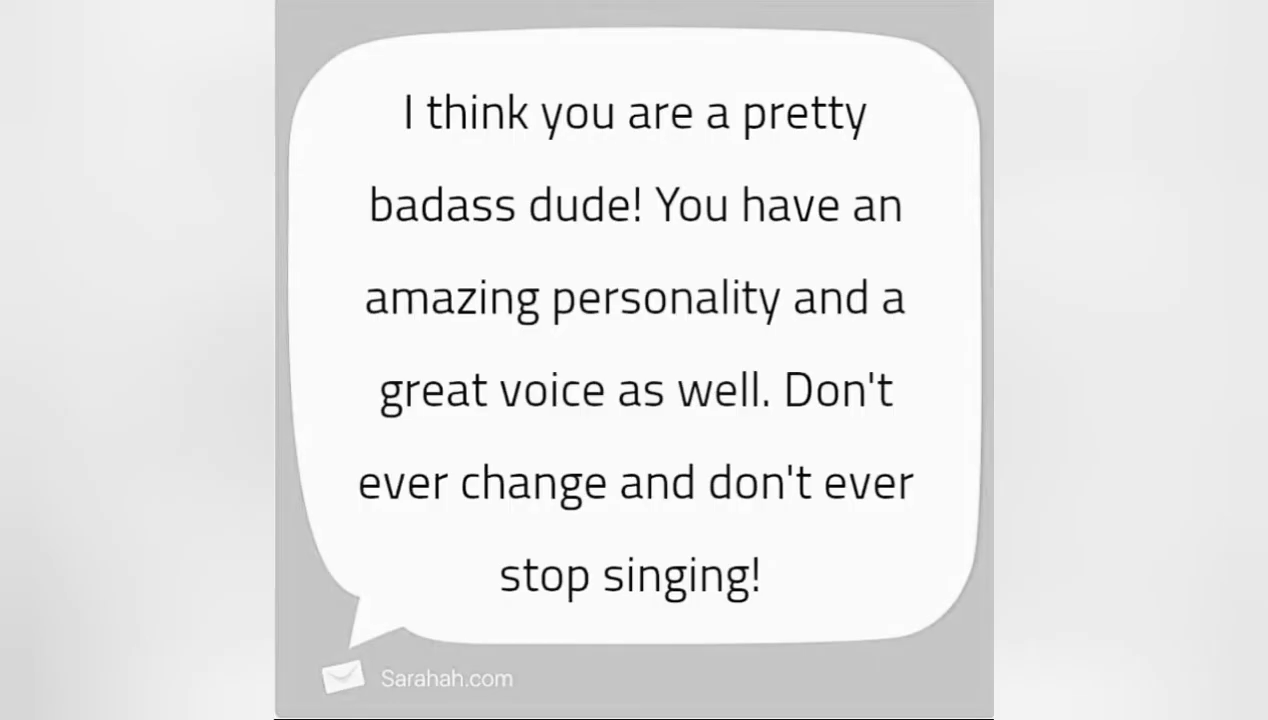 I think you are a pretty
badass dude! You have an
amazing personality and a
great voice as well. Don't
ever change and don't ever
stop singing!
Sarahah.com